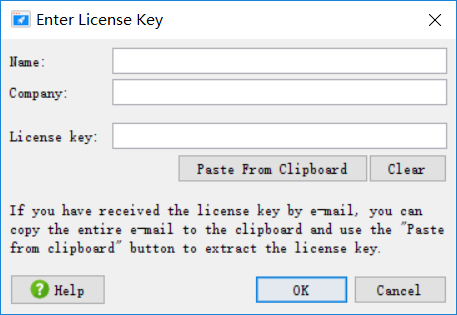 Enter License Key
Name:
Company:
License key:
Paste From Clipboard
Clear
If you have received the license key by e-mail, you can
copy the entire e-mail to the clipboard and use the "Paste
from clipboard" button to extract the license key.
Help
OK
Cancel